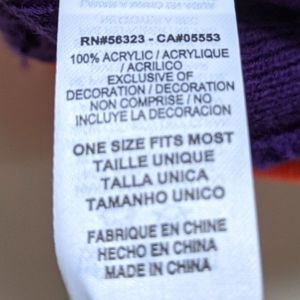 RN#56323 - CA#05553
100% ACRYLIC / ACRYLIQUE
/ ACRILICO
EXCLUSIVE OF
DECORATION / DECORATION
NON COMPRISE / NO
INCLUYE LA DECORACION
ONE SIZE FITS MOST
TAILLE UNIQUE
TALLA UNICA
TAMANHO UNICO
FABRIQUE EN CHINE
HECHO EN CHINA
MADE IN CHINA